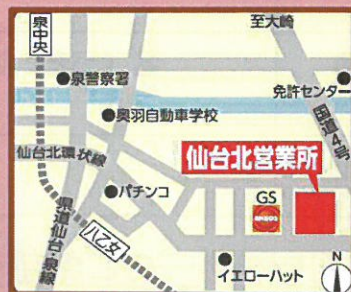 泉中央
至大崎
泉警察署
免許センター
奥羽自動車学校
国道4号
仙台北環状線
仙台北営業所
パチンコ
GS
県道仙台・泉線
八乙女
イエローハット
N